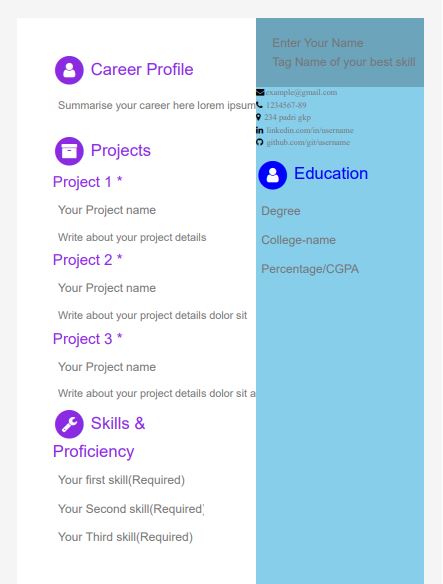 Career Profile
Summarise your career here lorem ipsum
Projects
Project 1 *
Your Project name
Write about your project details
Project 2 *
Your Project name
Write about your project details dolor sit
Project 3 *
Your Project name
Write about your project details dolor sit a
Skills &
Proficiency
Your first skill(Required)
Your Second skill(Required)
Your Third skill(Required)
Enter Your Name
Tag Name of your best skill
example@gmail.com
1234567-89
234 padri gkp
linkedin.com/in/username
github.com/git/username
Education
Degree
College-name
Percentage/CGPA